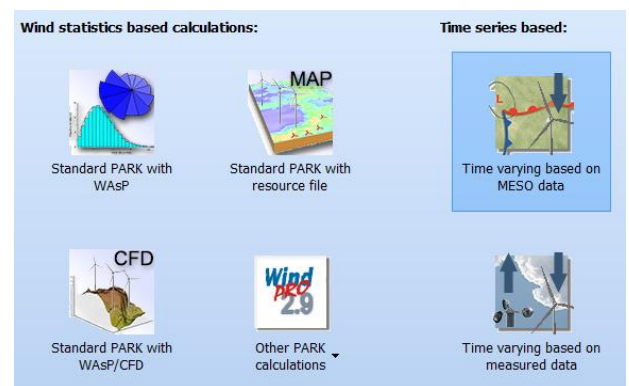 Wind statistics based calculations:
Time series based:
MAP
L
Standard PARK with
WAsP
Standard PARK with
resource file
Time varying based on
MESO data
CFD
Wind
PRO
2.9
Standard PARK with
WAsP/CFD
Other PARK
calculations
Time varying based on
measured data